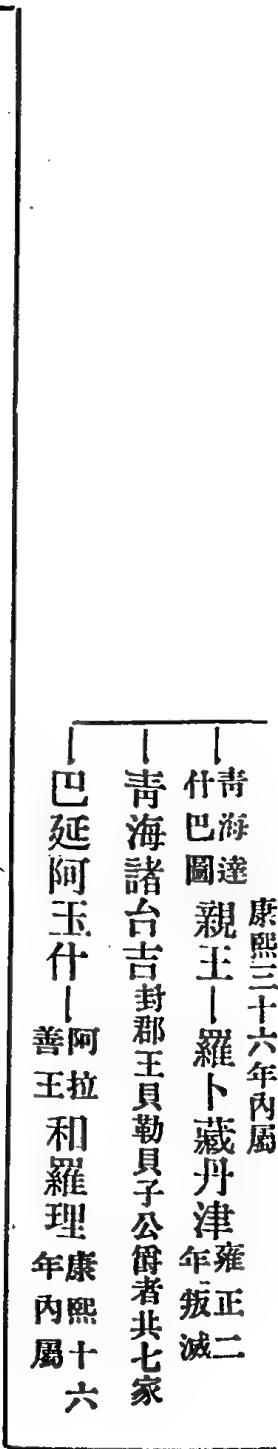 康熙三十六年內屬
青海達什巴圖親王—羅卜藏丹津雍正二年叛滅
青海諸台吉封郡王貝勒貝子公爵者共七家
巴延阿玉什—阿拉善王和羅理康熙十六年內屬